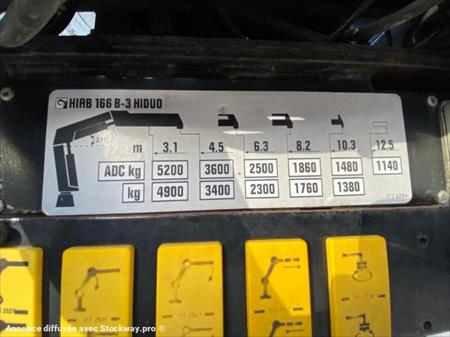 HIAB 166 B-3 HIDUO
m 3.1 4.5 6.3 8.2 10.3 12.5
ADC kg 5200 3600 2500 1860 1480 1140
kg 4900 3400 2300 1760 1380
Annonce diffusée avec Stockway.pro ®